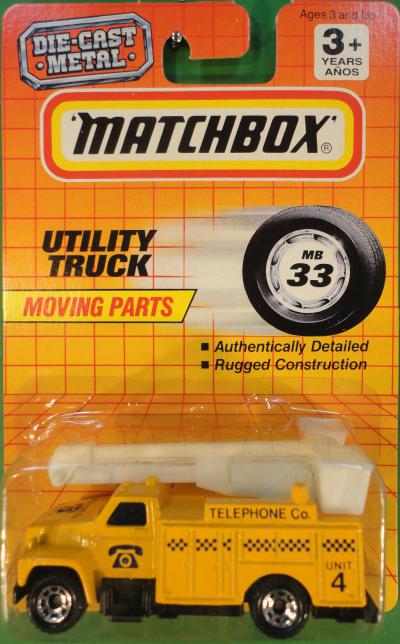 Ages 3 and Up
DIE-CAST
METAL
3+
YEARS
AÑOS
'MATCHBOX'®
UTILITY
TRUCK
MB
33
MOVING PARTS
■ Authentically Detailed
■ Rugged Construction
TELEPHONE Co.
UNIT
4